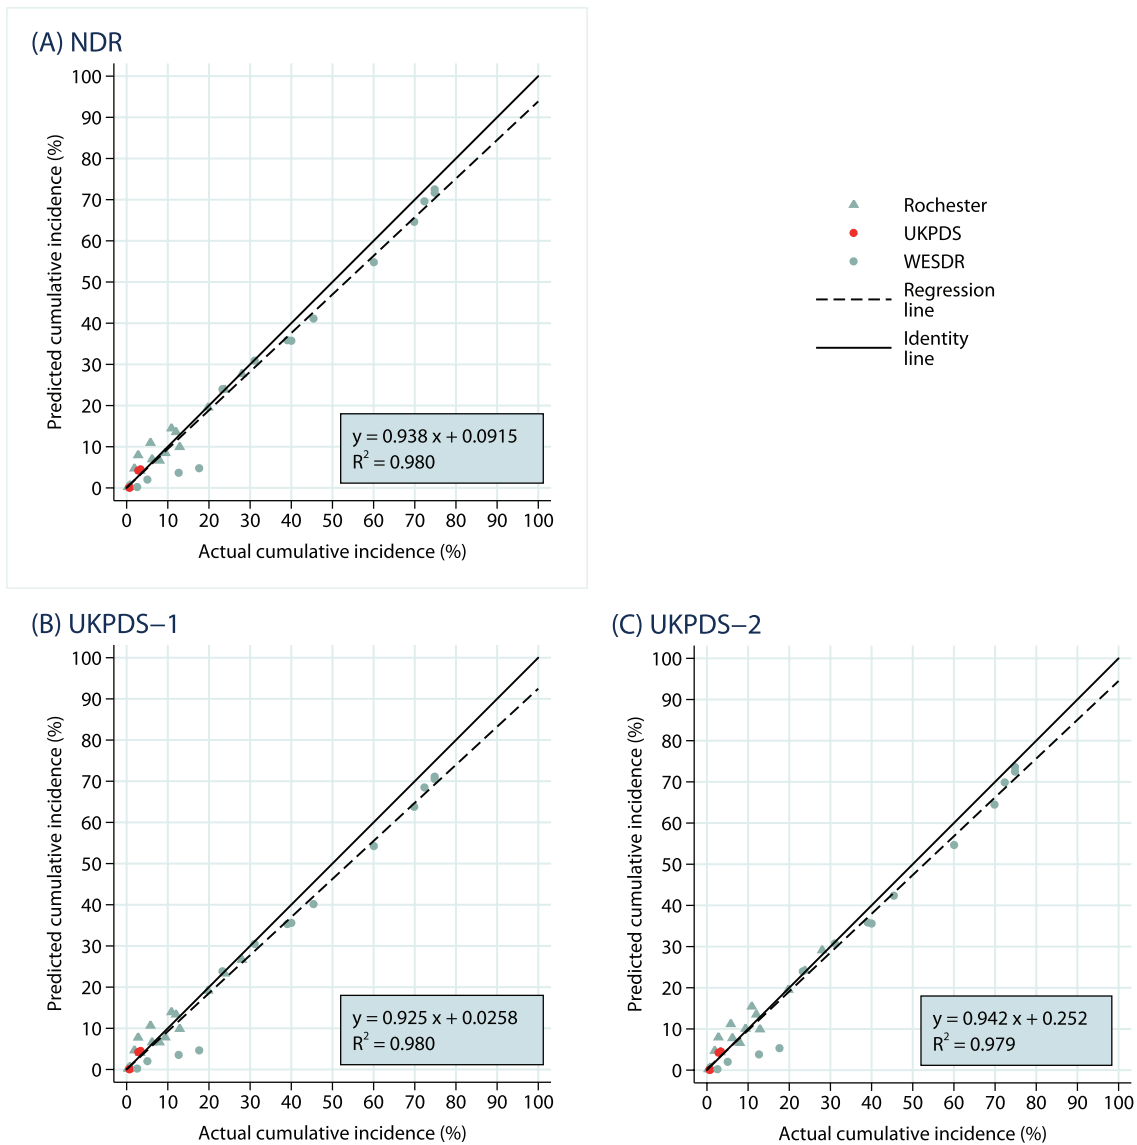 (A) NDR
100
90
80
70
60
50
40
30
20
10
0
Predicted cumulative incidence (%)
0 10 20 30 40 50 60 70 80 90 100
Actual cumulative incidence (%)
y = 0.938 x + 0.0915
R² = 0.980
Rochester
UKPDS
WESDR
Regression
line
Identity
line
(B) UKPDS−1
100
90
80
70
60
50
40
30
20
10
0
Predicted cumulative incidence (%)
0 10 20 30 40 50 60 70 80 90 100
Actual cumulative incidence (%)
y = 0.925 x + 0.0258
R² = 0.980
(C) UKPDS−2
100
90
80
70
60
50
40
30
20
10
0
Predicted cumulative incidence (%)
0 10 20 30 40 50 60 70 80 90 100
Actual cumulative incidence (%)
y = 0.942 x + 0.252
R² = 0.979